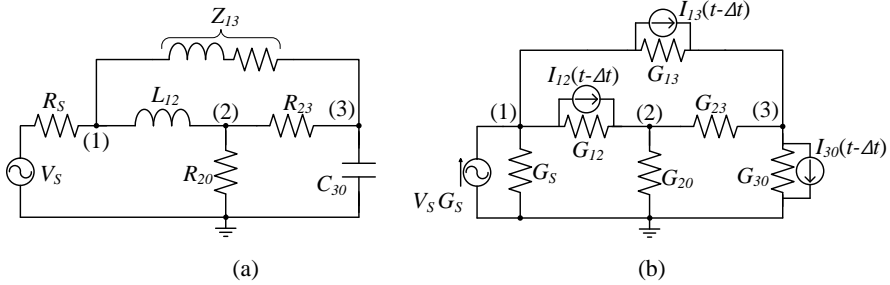 Z13
RS
L12
(1)
(2)
R23
(3)
VS
R20
C30
(a)
I13(t-Δt)
G13
I12(t-Δt)
(1)
(2)
G23
(3)
G12
I30(t-Δt)
VS GS
GS
G20
G30
(b)